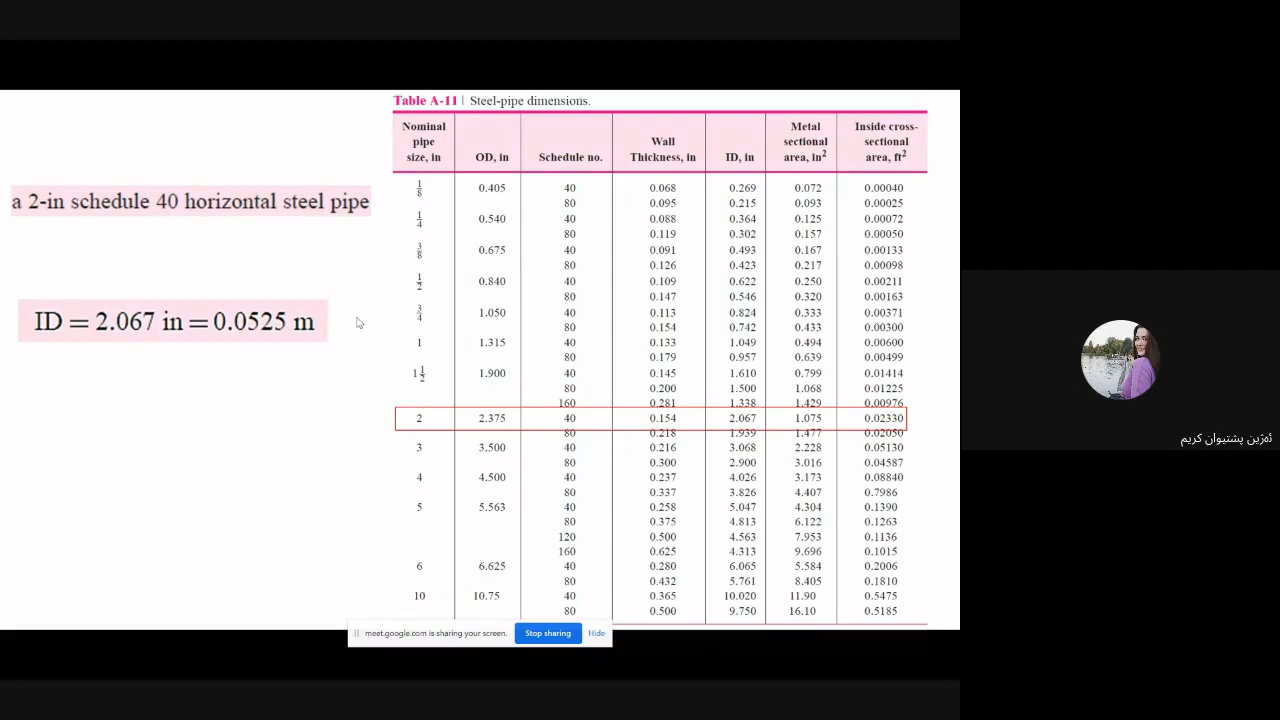 a 2-in schedule 40 horizontal steel pipe
ID = 2.067 in = 0.0525 m
Table A-11 | Steel-pipe dimensions.
Nominal pipe size, in OD, in Schedule no. Wall Thickness, in ID, in Metal sectional area, in² Inside cross-sectional area, ft²
1/8 0.405 40 0.068 0.269 0.072 0.00040
80 0.095 0.215 0.093 0.00025
1/4 0.540 40 0.088 0.364 0.125 0.00072
80 0.119 0.302 0.157 0.00050
3/8 0.675 40 0.091 0.493 0.167 0.00133
80 0.126 0.423 0.217 0.00098
1/2 0.840 40 0.109 0.622 0.250 0.00211
80 0.147 0.546 0.320 0.00163
3/4 1.050 40 0.113 0.824 0.333 0.00371
80 0.154 0.742 0.433 0.00300
1 1.315 40 0.133 1.049 0.494 0.00600
80 0.179 0.957 0.639 0.00499
1 1/2 1.900 40 0.145 1.610 0.799 0.01414
80 0.200 1.500 1.068 0.01225
160 0.281 1.338 1.429 0.00976
2 2.375 40 0.154 2.067 1.075 0.02330
80 0.218 1.939 1.477 0.02050
3 3.500 40 0.216 3.068 2.228 0.05130
80 0.300 2.900 3.016 0.04587
4 4.500 40 0.237 4.026 3.173 0.08840
80 0.337 3.826 4.407 0.7986
5 5.563 40 0.258 5.047 4.304 0.1390
80 0.375 4.813 6.122 0.1263
120 0.500 4.563 7.953 0.1136
160 0.625 4.313 9.696 0.1015
6 6.625 40 0.280 6.065 5.584 0.2006
80 0.432 5.761 8.405 0.1810
10 10.75 40 0.365 10.020 11.90 0.5475
80 0.500 9.750 16.10 0.5185
meet.google.com is sharing your screen. Stop sharing Hide
ئەژین پشتیوان کریم